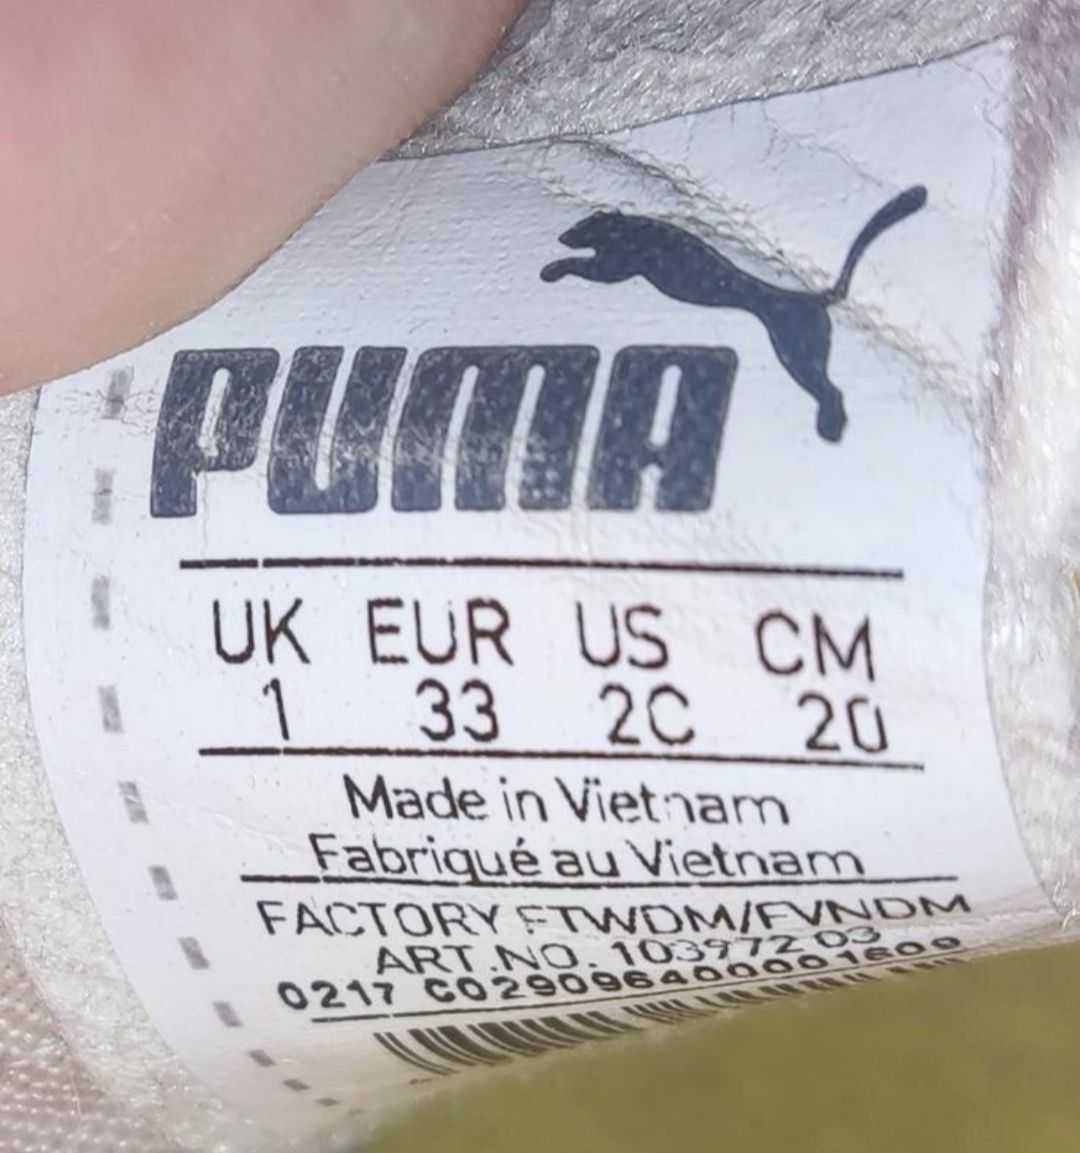 PUMA
UK EUR US CM
1 33 2C 20
Made in Vietnam
Fabriqué au Vietnam
FACTORY FTWDM/FVNDM
ART.NO. 103972 03
0217 C029096400001609